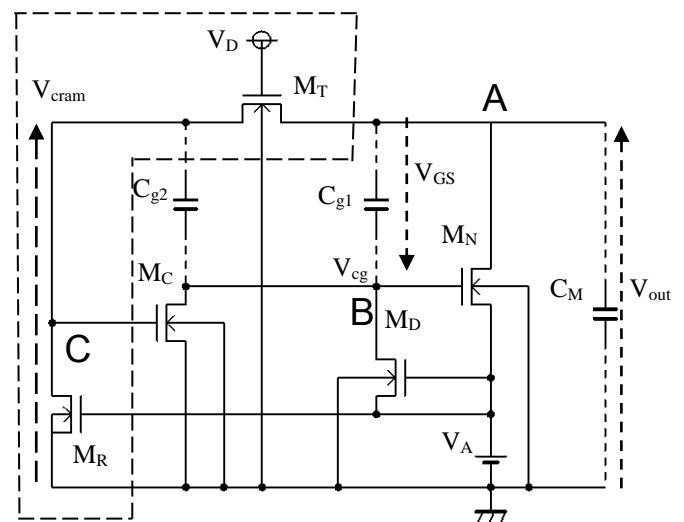 V_D
V_cram
M_T
A
V_GS
C_g2
C_g1
M_N
M_C
V_cg
C_M
V_out
B
M_D
C
M_R
V_A